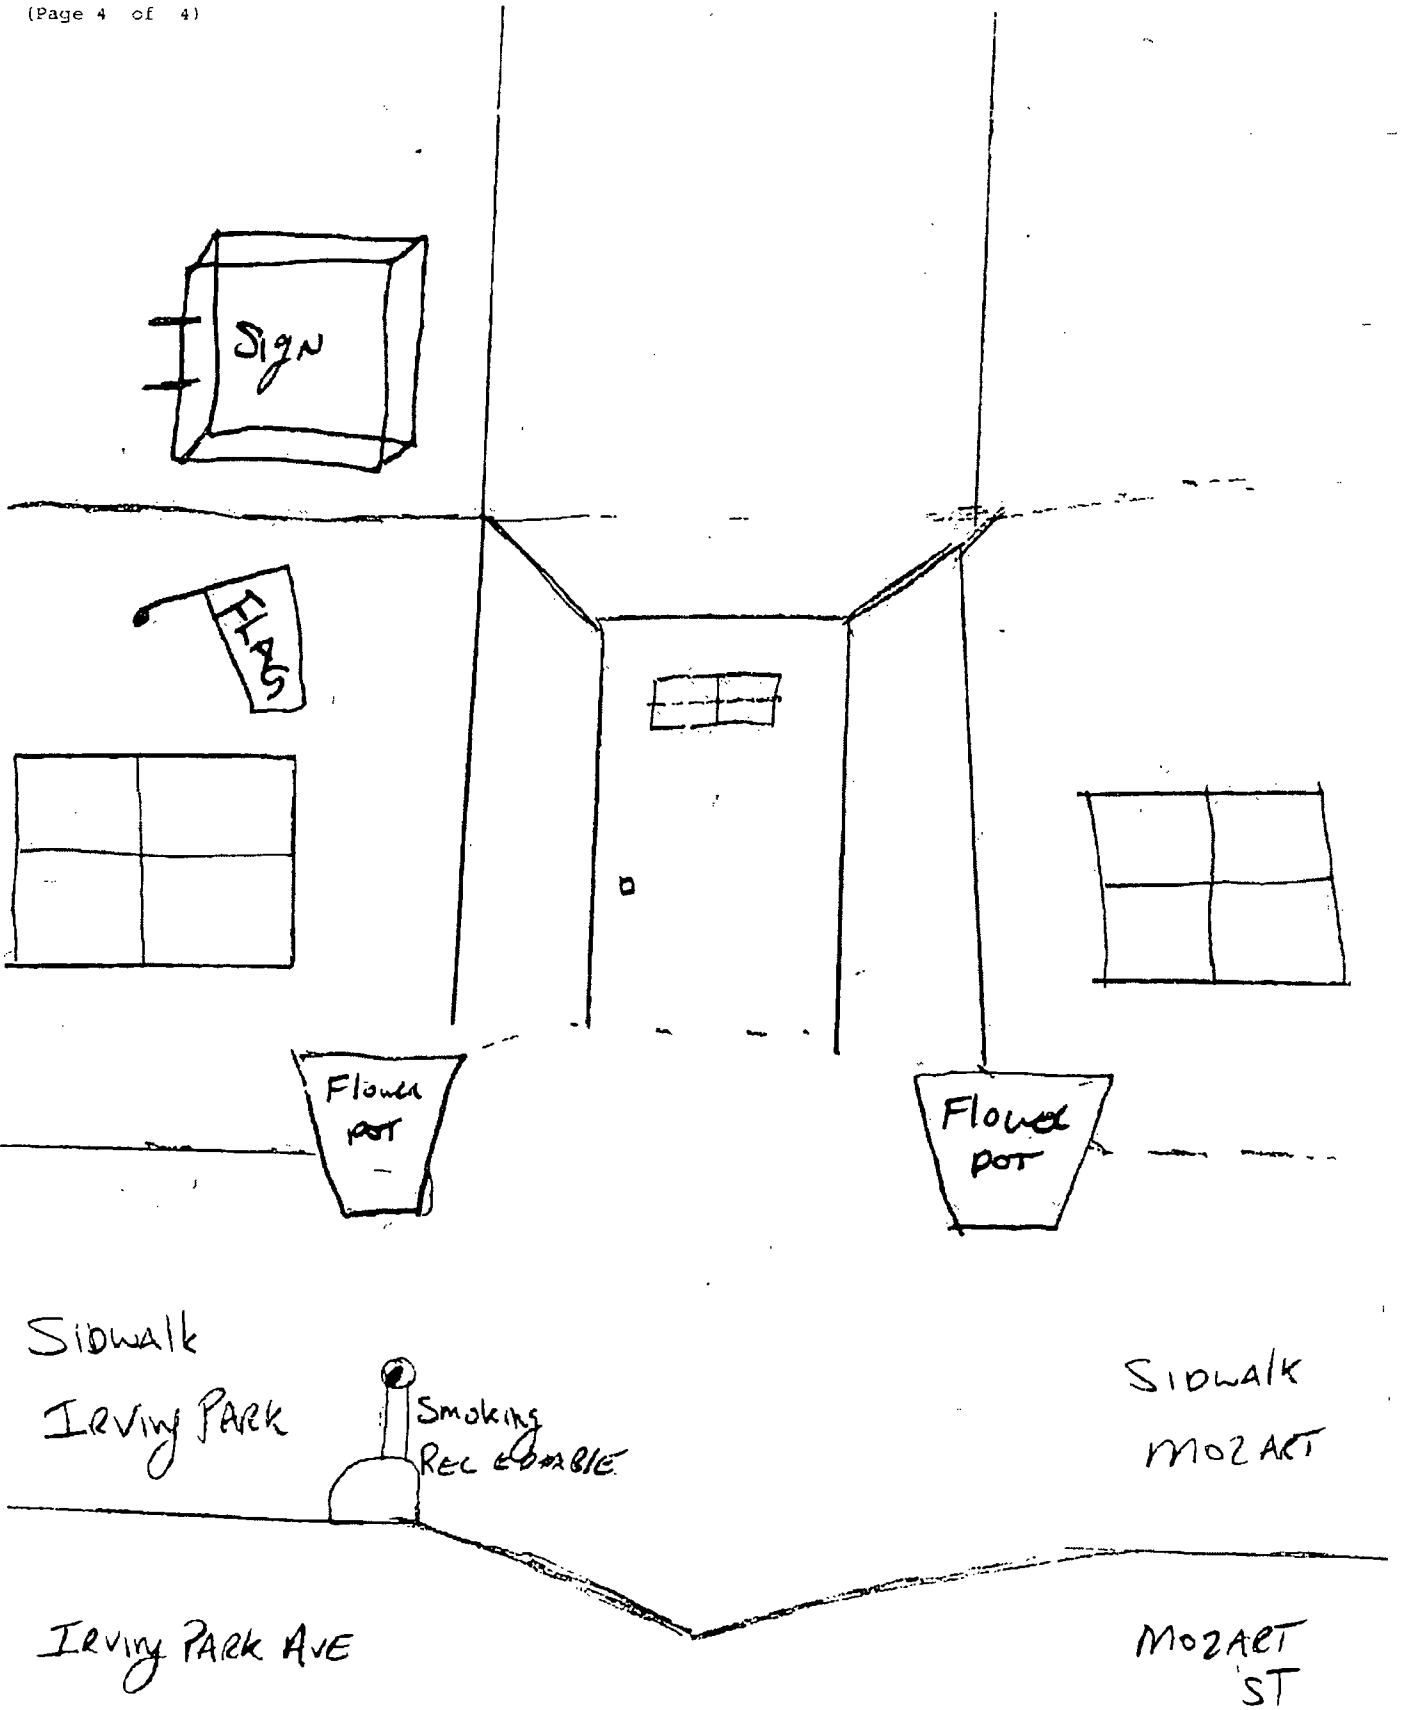 (Page 4 of 4)
Sign
FLAG
Flower
POT
Flower
POT
SIDWALK
IRVING PARK
Smoking
SIDWALK
MOZART
IRVING PARK AVE
MOZART
ST